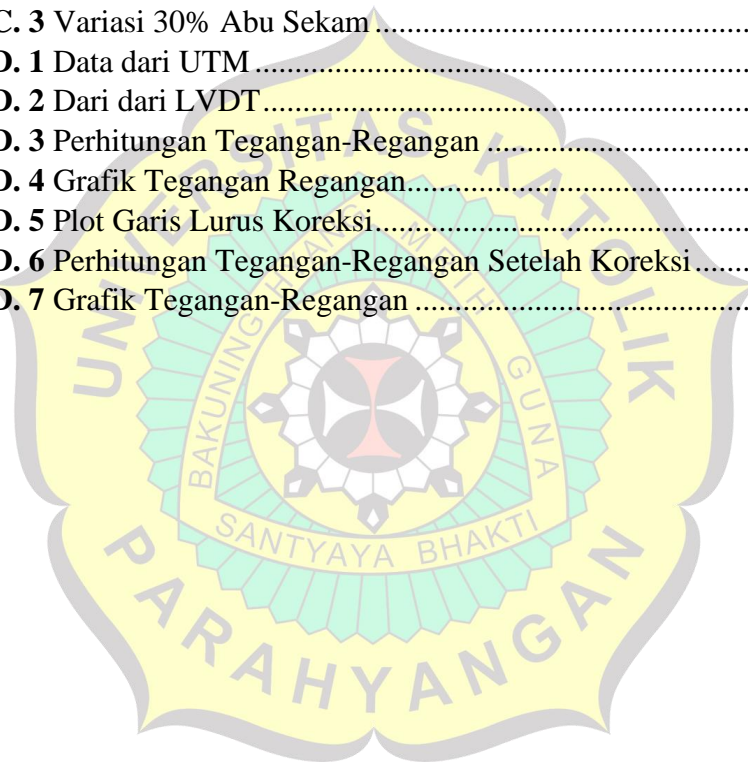 C. 3 Variasi 30% Abu Sekam ........................................................
D. 1 Data dari UTM ........................................................................
D. 2 Dari dari LVDT.......................................................................
D. 3 Perhitungan Tegangan-Regangan ........................................
D. 4 Grafik Tegangan Regangan....................................................
D. 5 Plot Garis Lurus Koreksi.........................................................
D. 6 Perhitungan Tegangan-Regangan Setelah Koreksi........
D. 7 Grafik Tegangan-Regangan ..................................................
UNIVERSITAS KATOLIK
PARAHYANGAN
BAKUNING HYANG MRIH GUNA
SANTYAYA BHAKTI